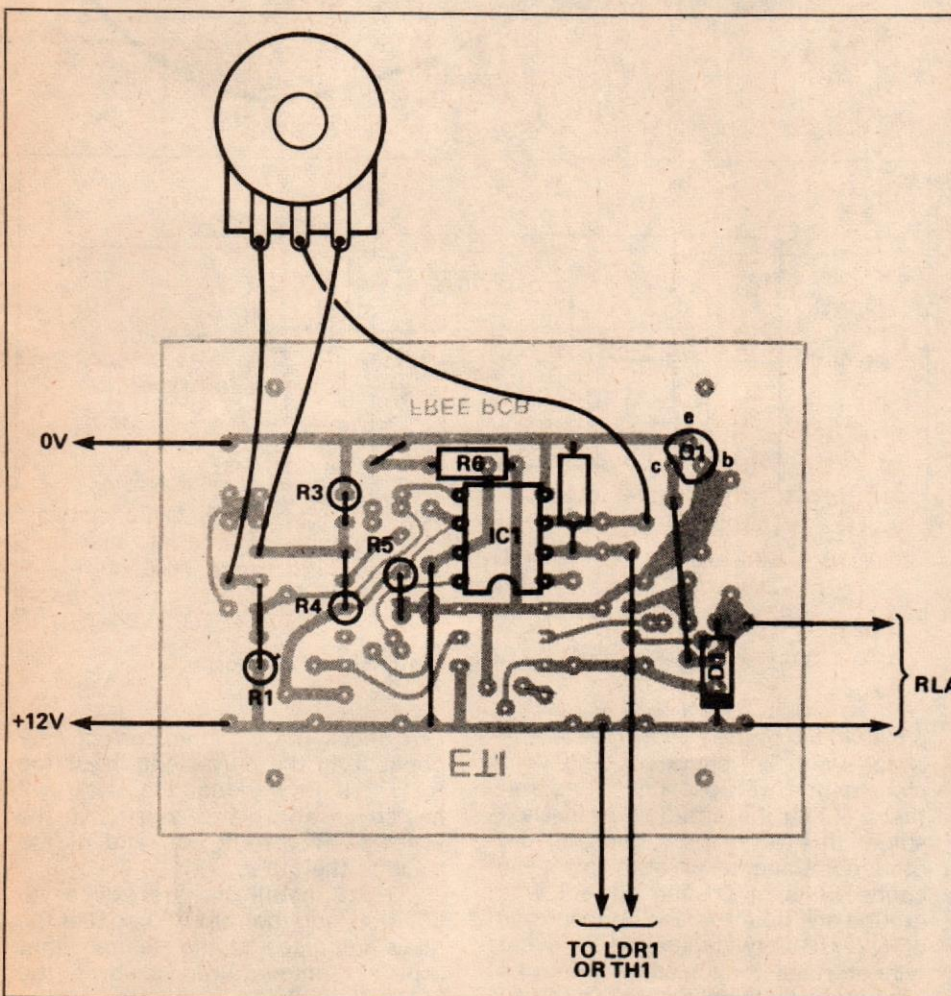 FREE PCB
0V
e
Q1
c
b
R6
R3
IC1
R5
R4
D1
RLA
R1
+12V
ETI
TO LDR1
OR TH1